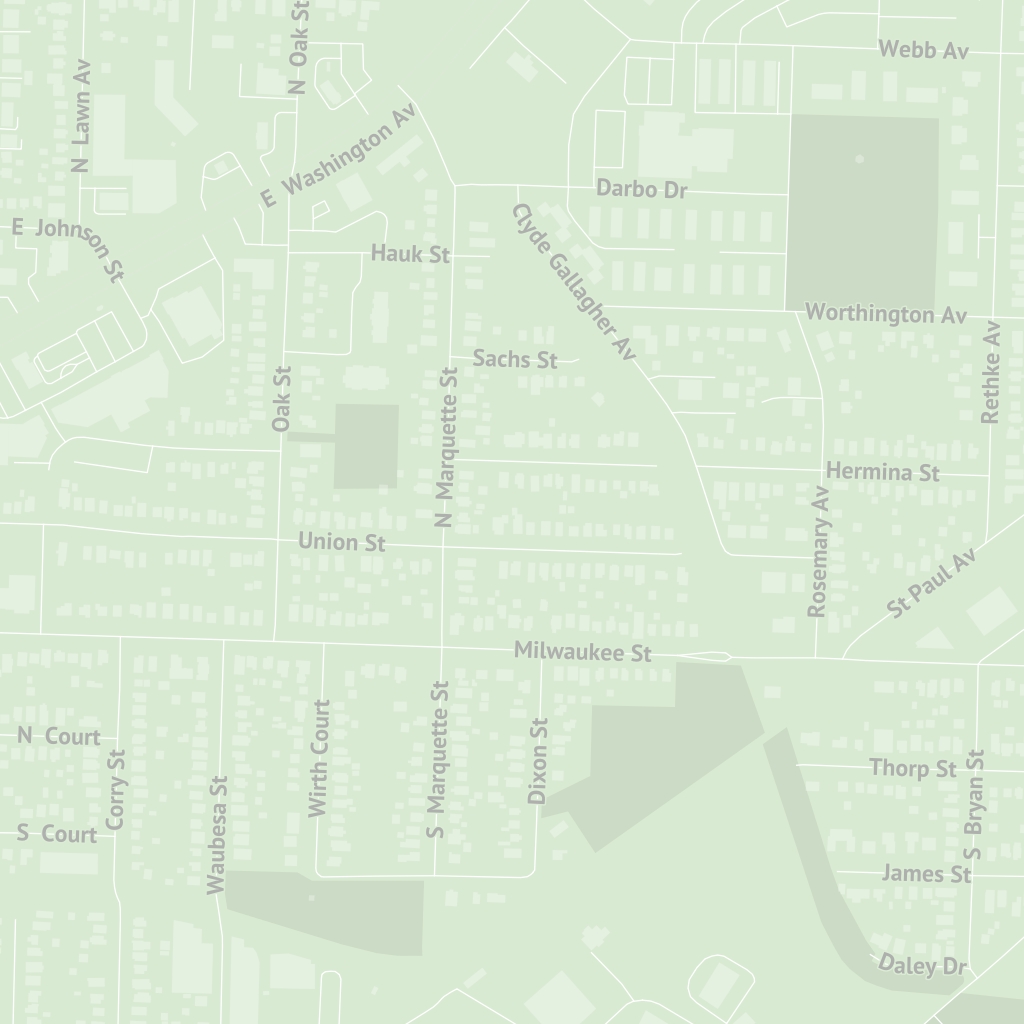 N Oak St
Webb Av
N Lawn Av
E Washington Av
Darbo Dr
E Johnson St
Hauk St
Clyde Gallagher Av
Worthington Av
Sachs St
Rethke Av
Oak St
N Marquette St
Hermina St
Union St
Rosemary Av
St Paul Av
Milwaukee St
N Court
Corry St
Wirth Court
S Marquette St
Dixon St
Thorp St
S Bryan St
S Court
Waubesa St
James St
Daley Dr